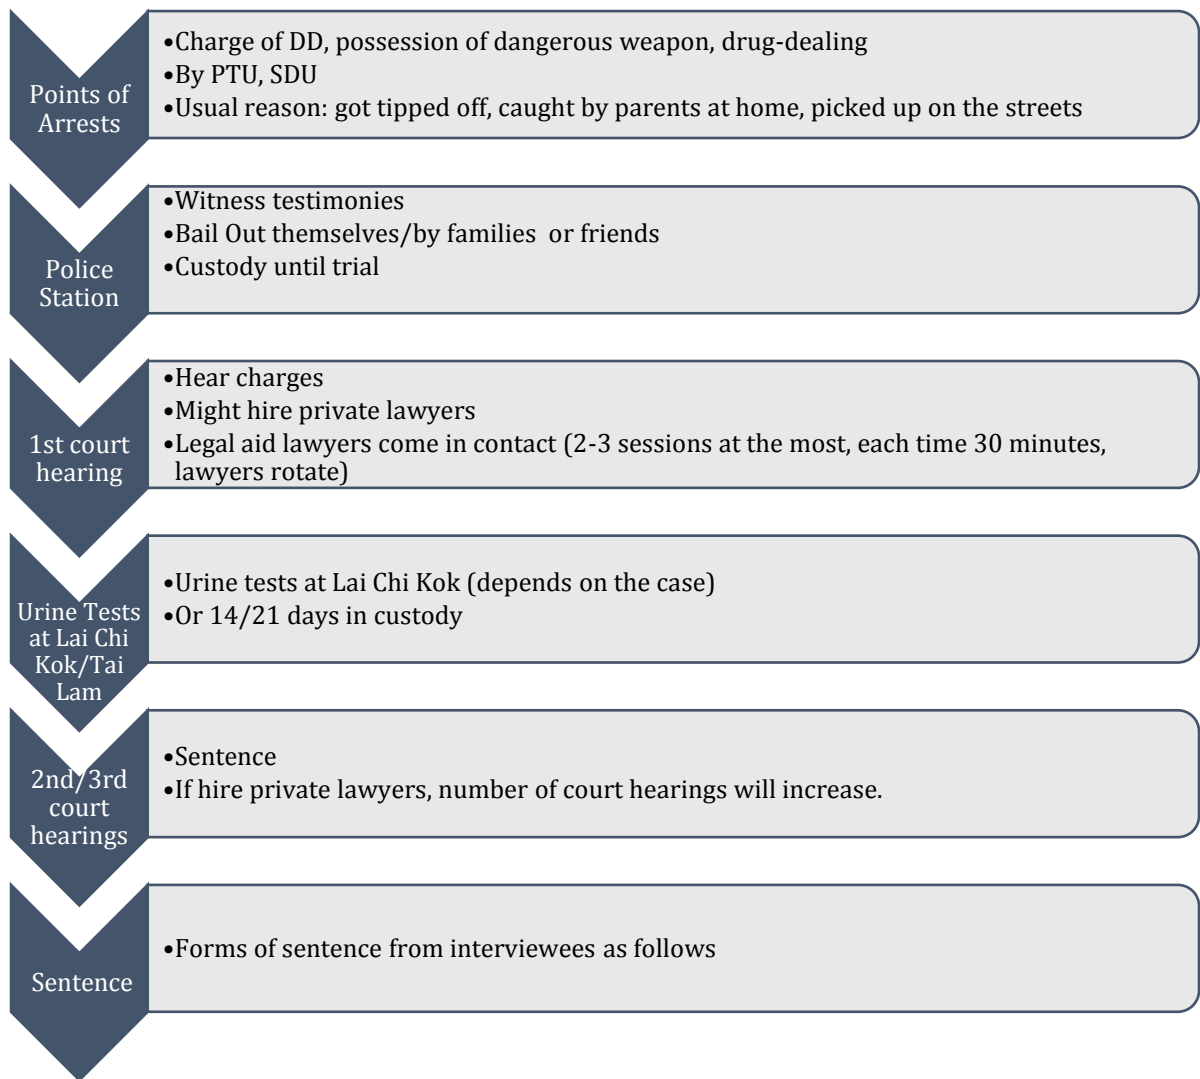 Points of
Arrests
•Charge of DD, possession of dangerous weapon, drug-dealing
•By PTU, SDU
•Usual reason: got tipped off, caught by parents at home, picked up on the streets
Police
Station
•Witness testimonies
•Bail Out themselves/by families  or friends
•Custody until trial
1st court
hearing
•Hear charges
•Might hire private lawyers
•Legal aid lawyers come in contact (2-3 sessions at the most, each time 30 minutes,
lawyers rotate)
Urine Tests
at Lai Chi
Kok/Tai
Lam
•Urine tests at Lai Chi Kok (depends on the case)
•Or 14/21 days in custody
2nd/3rd
court
hearings
•Sentence
•If hire private lawyers, number of court hearings will increase.
Sentence
•Forms of sentence from interviewees as follows